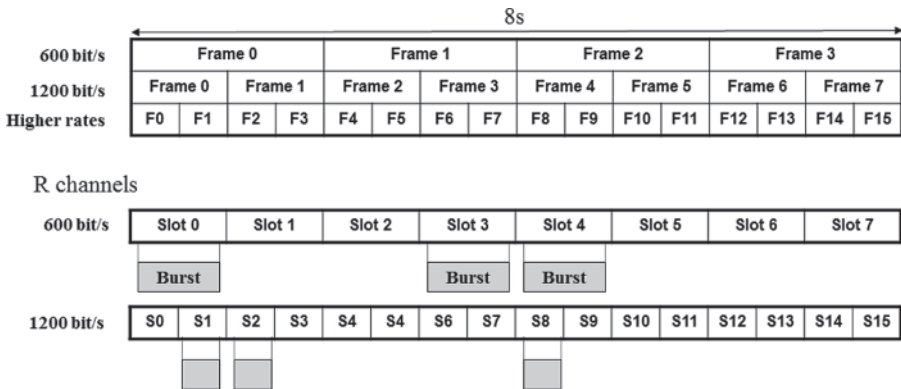 8s
600 bit/s Frame 0 Frame 1 Frame 2 Frame 3
1200 bit/s Frame 0 Frame 1 Frame 2 Frame 3 Frame 4 Frame 5 Frame 6 Frame 7
Higher rates F0 F1 F2 F3 F4 F5 F6 F7 F8 F9 F10 F11 F12 F13 F14 F15
R channels
600 bit/s Slot 0 Slot 1 Slot 2 Slot 3 Slot 4 Slot 5 Slot 6 Slot 7
Burst Burst Burst
1200 bit/s S0 S1 S2 S3 S4 S4 S6 S7 S8 S9 S10 S11 S12 S13 S14 S15